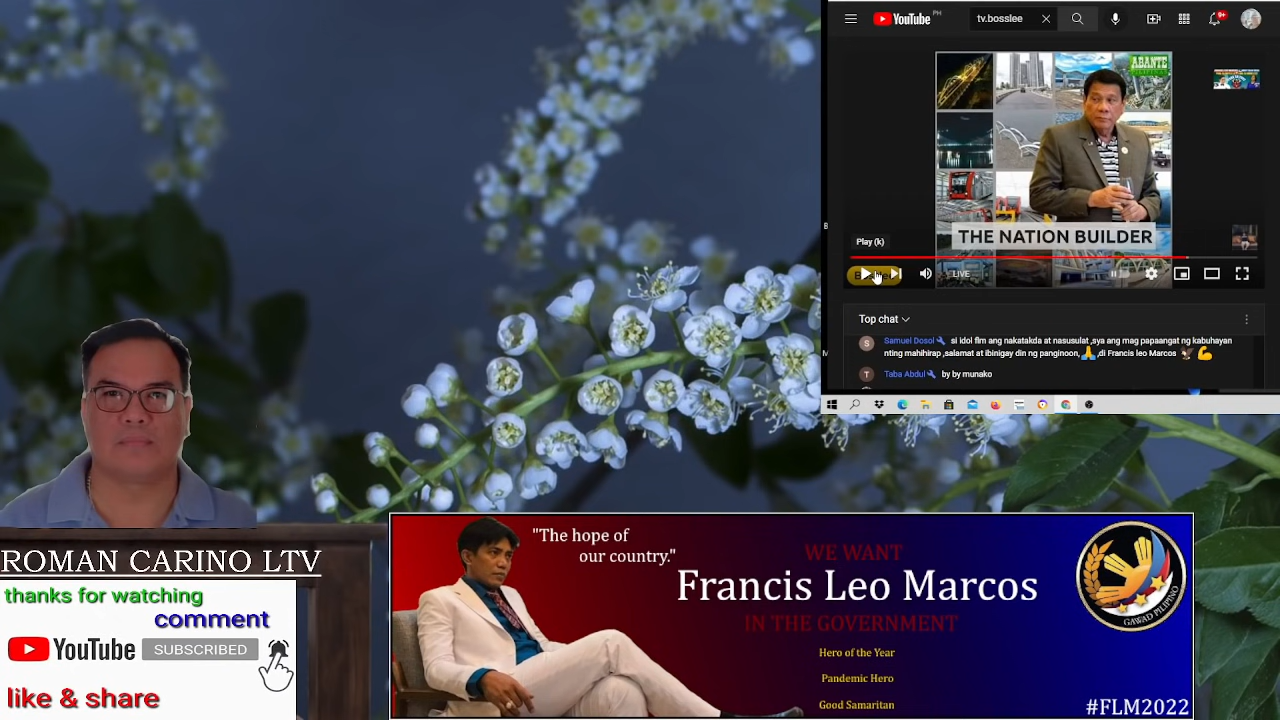 YouTube PH
tv.bosslee
9+
ABANTE
THE NATION BUILDER
Play (k)
LIVE
Top chat
S Samuel Dosol si idol flm ang nakatakda at nasusulat ,sya ang mag papaangat ng kabuhayan
nting mahihirap ,salamat at ibinigay din ng panginoon, ,di Francis leo Marcos
T Taba Abdul by by munako
ROMAN CARINO LTV
thanks for watching
comment
YouTube SUBSCRIBED
like & share
"The hope of
our country."
WE WANT
Francis Leo Marcos
IN THE GOVERNMENT
Hero of the Year
Pandemic Hero
Good Samaritan
GAWAD PILIPINO
#FLM2022